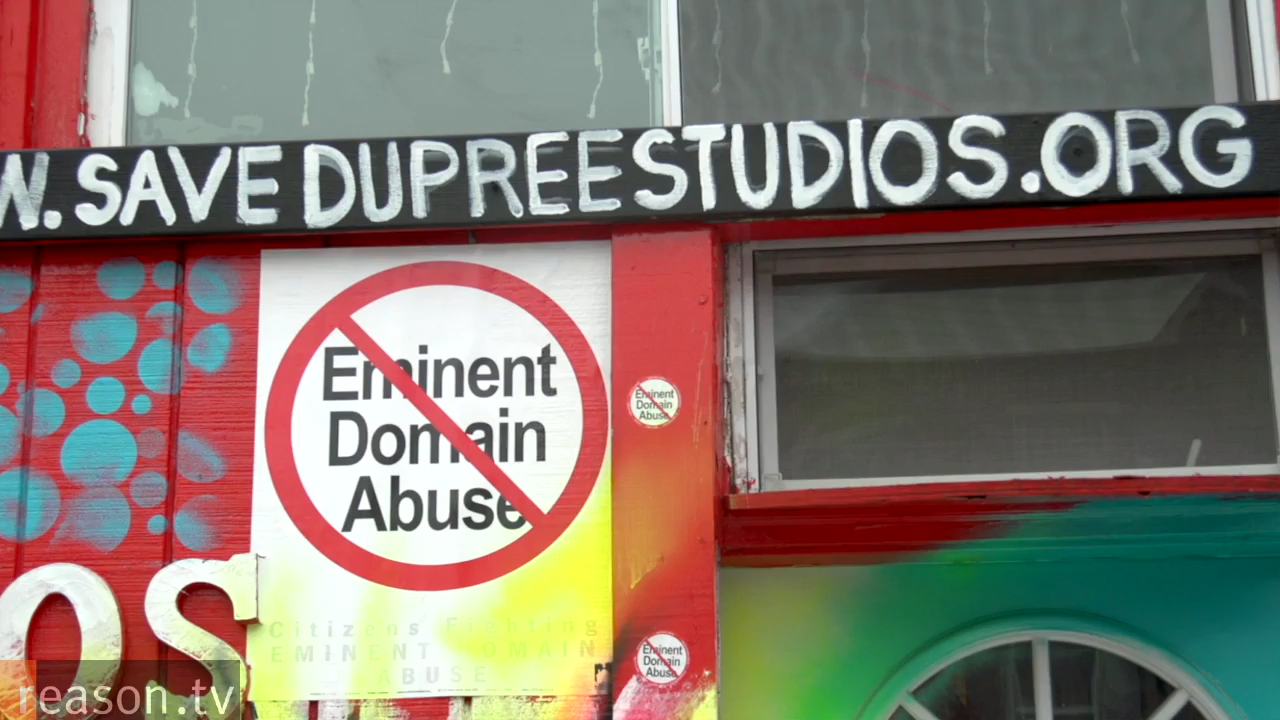 W.SAVEDUPREESTUDIOS.ORG
Eminent
Domain
Abuse
Eminent
Domain
Abuse
Citizens Fighting
EMINENT DOMAIN
ABUSE
Eminent
Domain
Abuse
OS
reason.tv